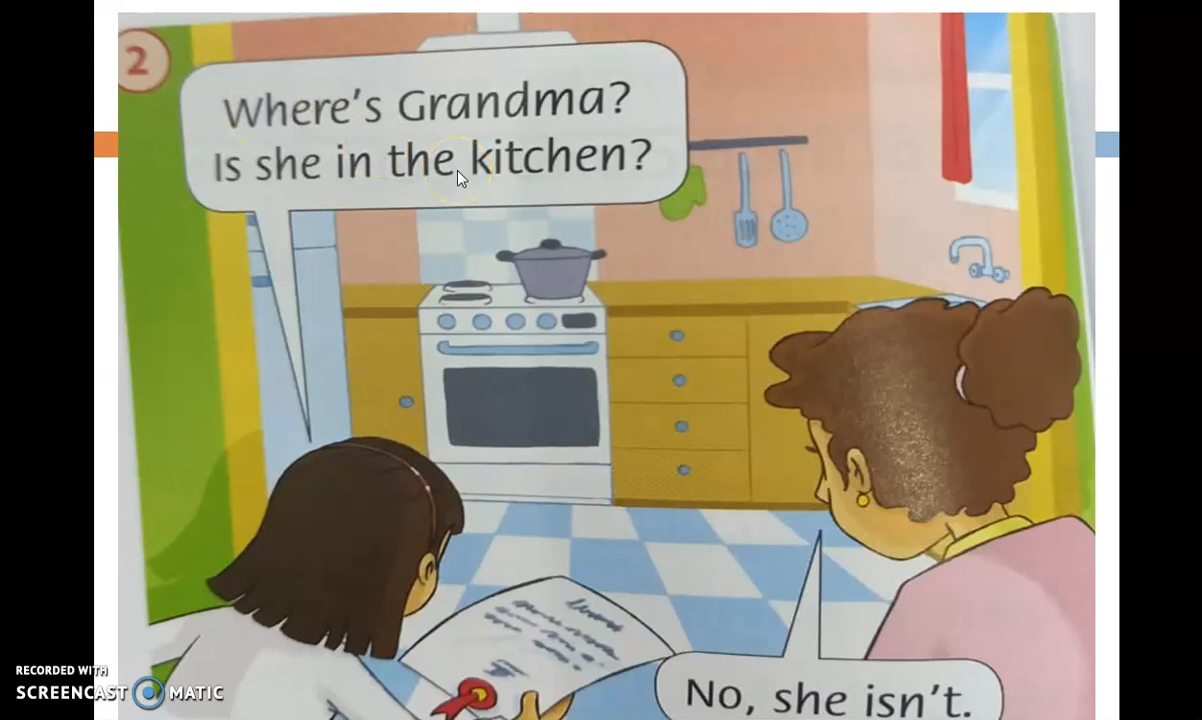 2
Where's Grandma?
Is she in the kitchen?
No, she isn't.
RECORDED WITH
SCREENCAST MATIC